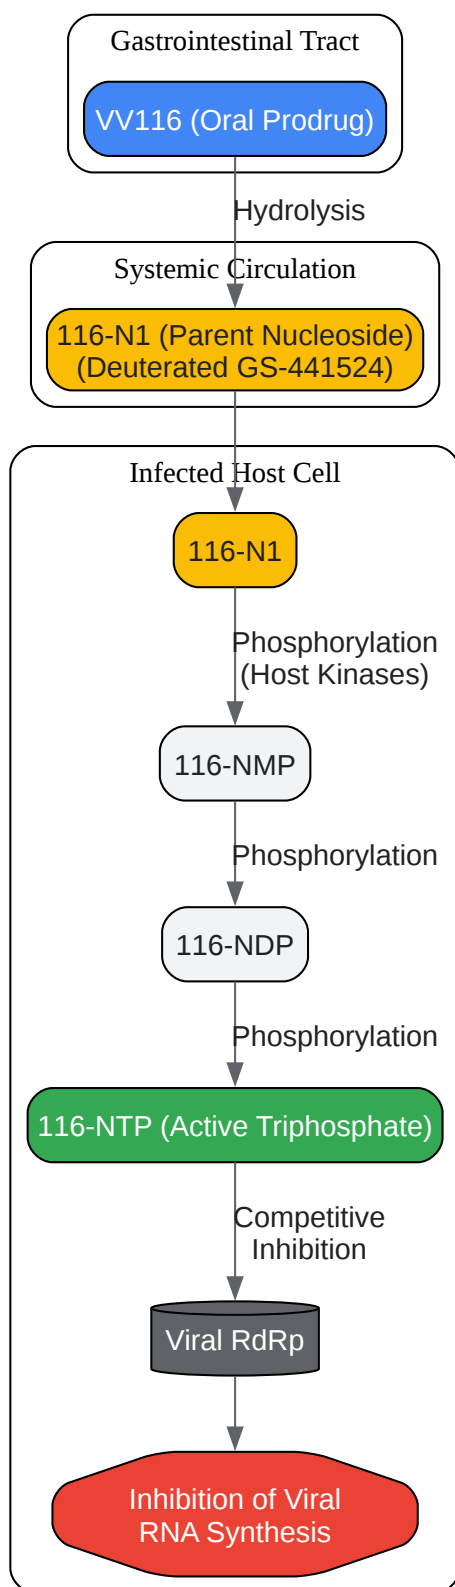 Gastrointestinal Tract
VV116 (Oral Prodrug)
Hydrolysis
Systemic Circulation
116-N1 (Parent Nucleoside)
(Deuterated GS-441524)
Infected Host Cell
116-N1
Phosphorylation
(Host Kinases)
116-NMP
Phosphorylation
116-NDP
Phosphorylation
116-NTP (Active Triphosphate)
Competitive
Inhibition
Viral RdRp
Inhibition of Viral
RNA Synthesis